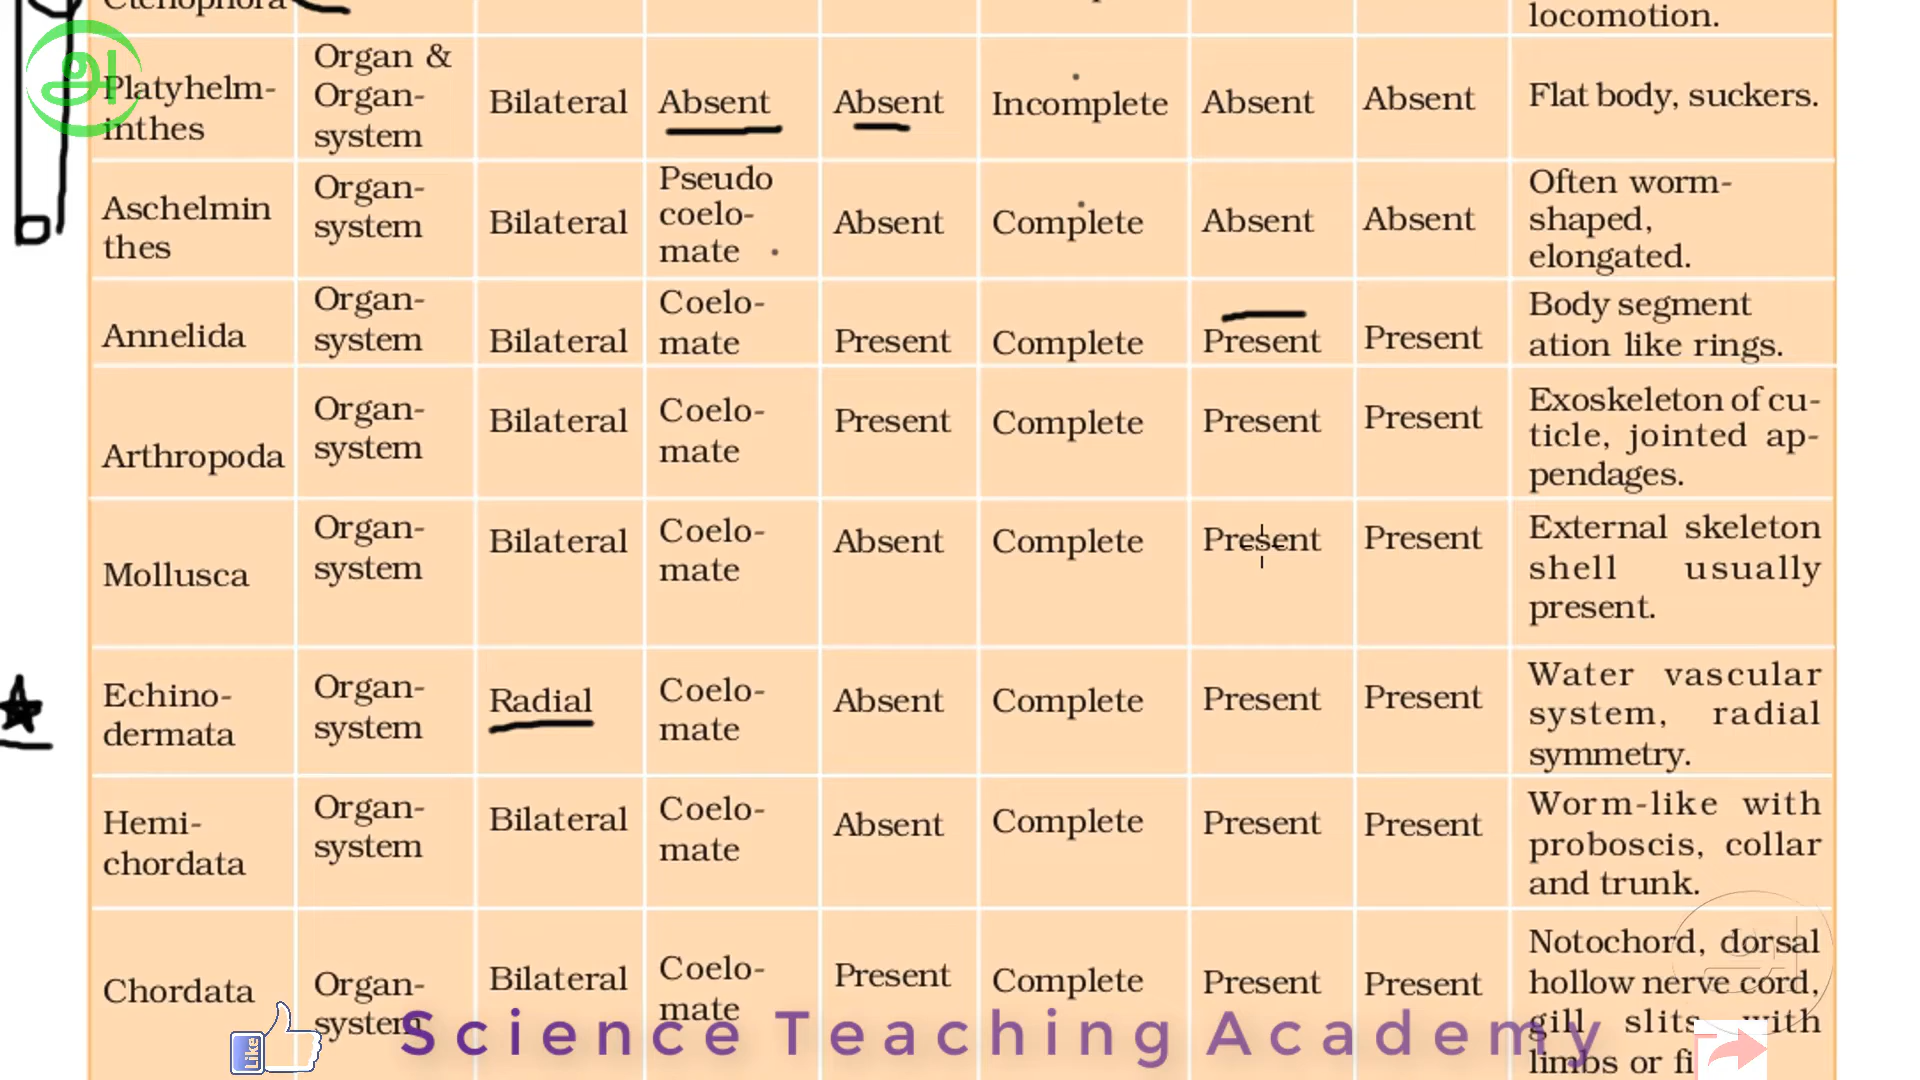 Ctenophora
locomotion.
அ
Platyhelm-
inthes
Organ &
Organ-
system
Bilateral
Absent
Absent
Incomplete
Absent
Absent
Flat body, suckers.
Aschelmin
thes
Organ-
system
Bilateral
Pseudo
coelo-
mate
Absent
Complete
Absent
Absent
Often worm-
shaped,
elongated.
Annelida
Organ-
system
Bilateral
Coelo-
mate
Present
Complete
Present
Present
Body segment
ation like rings.
Arthropoda
Organ-
system
Bilateral
Coelo-
mate
Present
Complete
Present
Present
Exoskeleton of cu-
ticle, jointed ap-
pendages.
Mollusca
Organ-
system
Bilateral
Coelo-
mate
Absent
Complete
Present
Present
External skeleton
shell usually
present.
Echino-
dermata
Organ-
system
Radial
Coelo-
mate
Absent
Complete
Present
Present
Water vascular
system, radial
symmetry.
Hemi-
chordata
Organ-
system
Bilateral
Coelo-
mate
Absent
Complete
Present
Present
Worm-like with
proboscis, collar
and trunk.
Chordata
Organ-
system
Bilateral
Coelo-
mate
Present
Complete
Present
Present
Notochord, dorsal
hollow nerve cord,
gill slits with
limbs or
Like
Science Teaching Academy